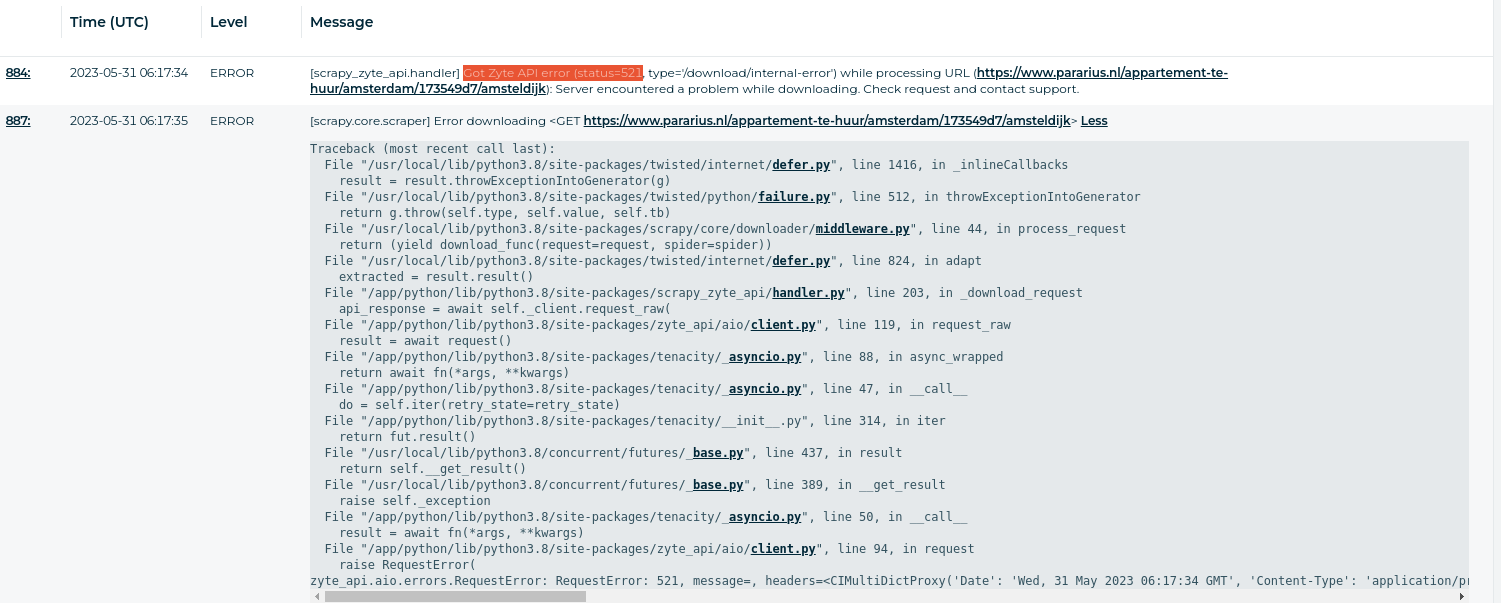 Time (UTC) Level Message
884: 2023-05-31 06:17:34 ERROR [scrapy_zyte_api.handler] Got Zyte API error (status=521, type='/download/internal-error') while processing URL (https://www.pararius.nl/appartement-te-
huur/amsterdam/173549d7/amsteldijk): Server encountered a problem while downloading. Check request and contact support.
887: 2023-05-31 06:17:35 ERROR [scrapy.core.scraper] Error downloading <GET https://www.pararius.nl/appartement-te-huur/amsterdam/173549d7/amsteldijk> Less
Traceback (most recent call last):
  File "/usr/local/lib/python3.8/site-packages/twisted/internet/defer.py", line 1416, in _inlineCallbacks
    result = result.throwExceptionIntoGenerator(g)
  File "/usr/local/lib/python3.8/site-packages/twisted/python/failure.py", line 512, in throwExceptionIntoGenerator
    return g.throw(self.type, self.value, self.tb)
  File "/usr/local/lib/python3.8/site-packages/scrapy/core/downloader/middleware.py", line 44, in process_request
    return (yield download_func(request=request, spider=spider))
  File "/usr/local/lib/python3.8/site-packages/twisted/internet/defer.py", line 824, in adapt
    extracted = result.result()
  File "/app/python/lib/python3.8/site-packages/scrapy_zyte_api/handler.py", line 203, in _download_request
    api_response = await self._client.request_raw(
  File "/app/python/lib/python3.8/site-packages/zyte_api/aio/client.py", line 119, in request_raw
    result = await request()
  File "/app/python/lib/python3.8/site-packages/tenacity/_asyncio.py", line 88, in async_wrapped
    return await fn(*args, **kwargs)
  File "/app/python/lib/python3.8/site-packages/tenacity/_asyncio.py", line 47, in __call__
    do = self.iter(retry_state=retry_state)
  File "/app/python/lib/python3.8/site-packages/tenacity/__init__.py", line 314, in iter
    return fut.result()
  File "/usr/local/lib/python3.8/concurrent/futures/_base.py", line 437, in result
    return self.__get_result()
  File "/usr/local/lib/python3.8/concurrent/futures/_base.py", line 389, in __get_result
    raise self._exception
  File "/app/python/lib/python3.8/site-packages/tenacity/_asyncio.py", line 50, in __call__
    result = await fn(*args, **kwargs)
  File "/app/python/lib/python3.8/site-packages/zyte_api/aio/client.py", line 94, in request
    raise RequestError(
zyte_api.aio.errors.RequestError: RequestError: 521, message=, headers=<CIMultiDictProxy('Date': 'Wed, 31 May 2023 06:17:34 GMT', 'Content-Type': 'application/pr